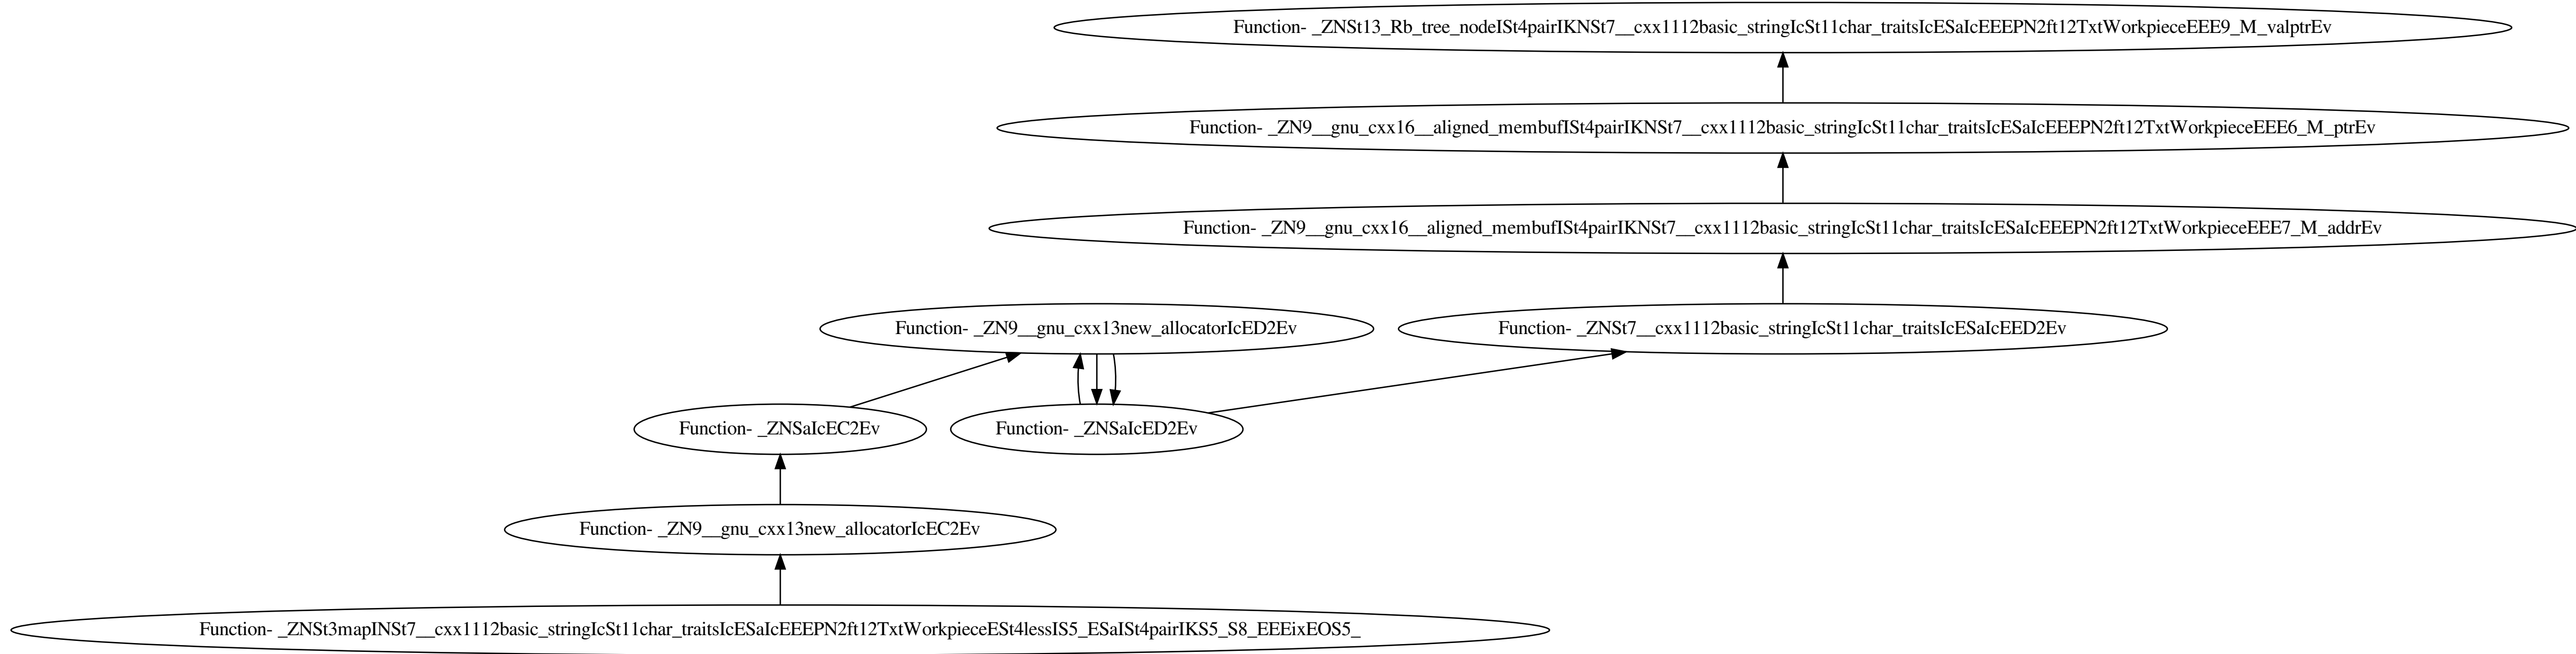 Function- _ZNSt13_Rb_tree_nodeISt4pairIKNSt7__cxx1112basic_stringIcSt11char_traitsIcESaIcEEEPN2ft12TxtWorkpieceEEE9_M_valptrEv
Function- _ZN9__gnu_cxx16__aligned_membufISt4pairIKNSt7__cxx1112basic_stringIcSt11char_traitsIcESaIcEEEPN2ft12TxtWorkpieceEEE6_M_ptrEv
Function- _ZN9__gnu_cxx16__aligned_membufISt4pairIKNSt7__cxx1112basic_stringIcSt11char_traitsIcESaIcEEEPN2ft12TxtWorkpieceEEE7_M_addrEv
Function- _ZN9__gnu_cxx13new_allocatorIcED2Ev
Function- _ZNSt7__cxx1112basic_stringIcSt11char_traitsIcESaIcEED2Ev
Function- _ZNSaIcEC2Ev
Function- _ZNSaIcED2Ev
Function- _ZN9__gnu_cxx13new_allocatorIcEC2Ev
Function- _ZNSt3mapINSt7__cxx1112basic_stringIcSt11char_traitsIcESaIcEEEPN2ft12TxtWorkpieceESt4lessIS5_ESaISt4pairIKS5_S8_EEEixEOS5_